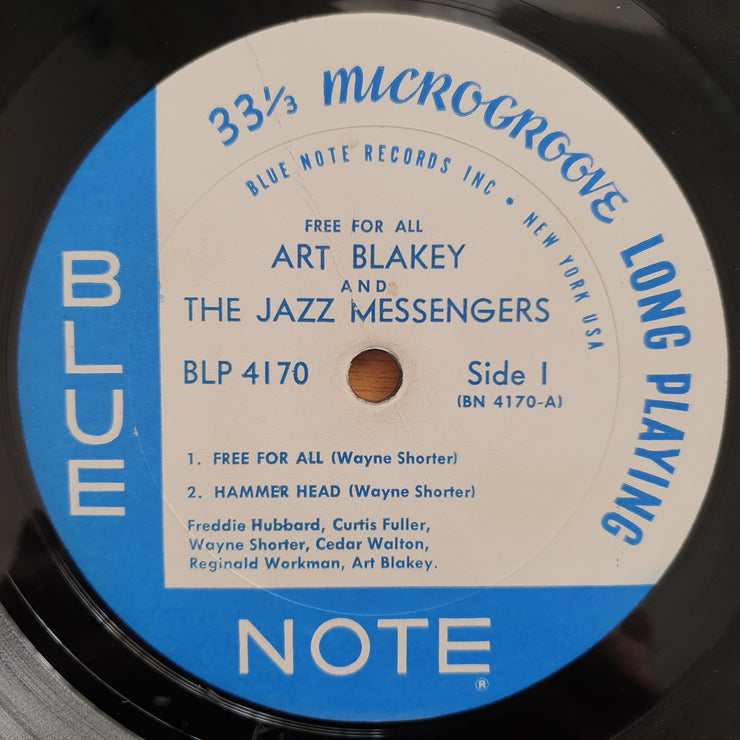 33⅓ MICROGROOVE LONG PLAYING
BLUE NOTE RECORDS INC • NEW YORK USA
FREE FOR ALL
ART BLAKEY
AND
THE JAZZ MESSENGERS
BLP 4170
Side 1
(BN 4170-A)
1. FREE FOR ALL (Wayne Shorter)
2. HAMMER HEAD (Wayne Shorter)
Freddie Hubbard, Curtis Fuller,
Wayne Shorter, Cedar Walton,
Reginald Workman, Art Blakey.
BLUE
NOTE®